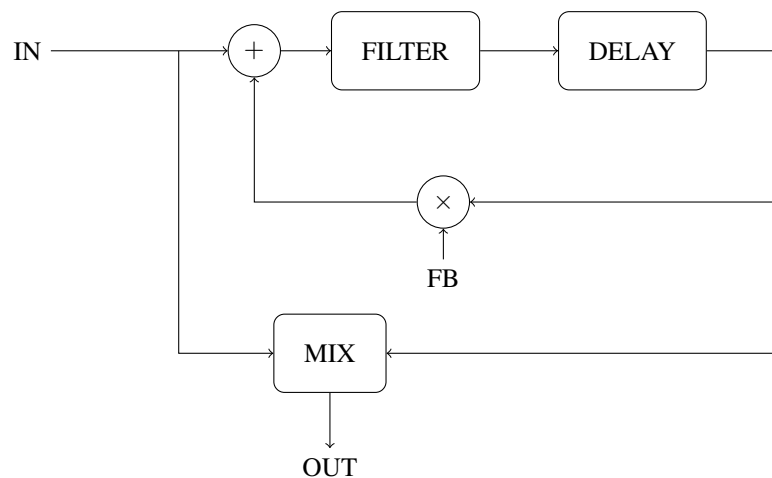 IN
+
FILTER
DELAY
×
FB
MIX
OUT